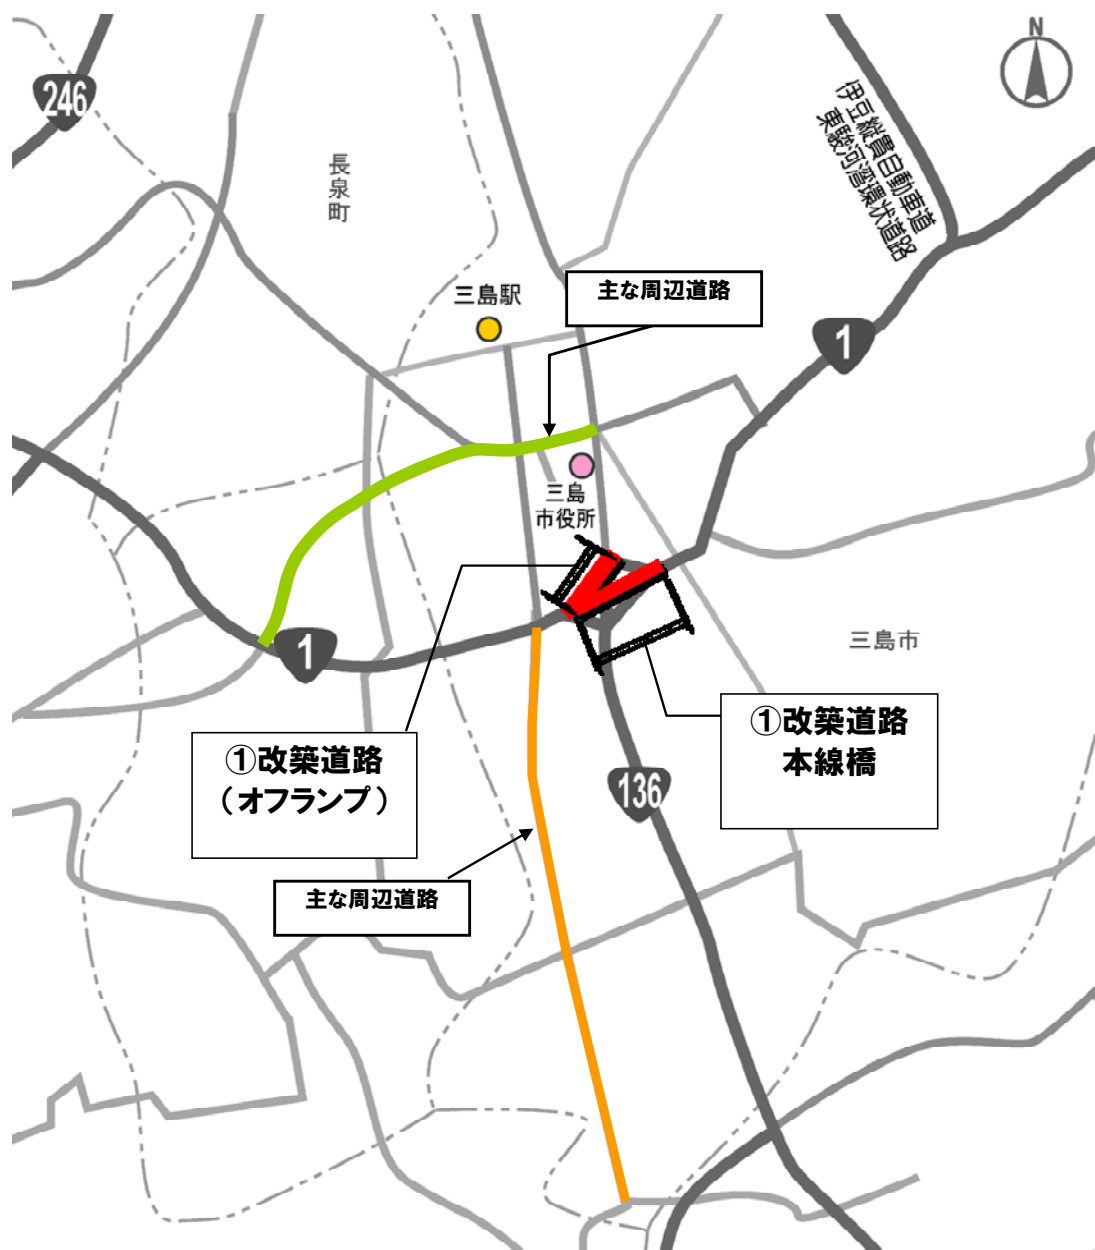 N
246
伊豆縦貫自動車道
東駿河湾環状道路
長泉町
三島駅
主な周辺道路
1
三島
市役所
1
三島市
①改築道路
（オフランプ）
①改築道路
本線橋
136
主な周辺道路